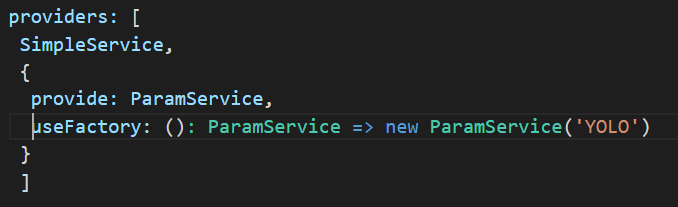 providers: [
SimpleService,
{
provide: ParamService,
useFactory: (): ParamService => new ParamService('YOLO')
}
]